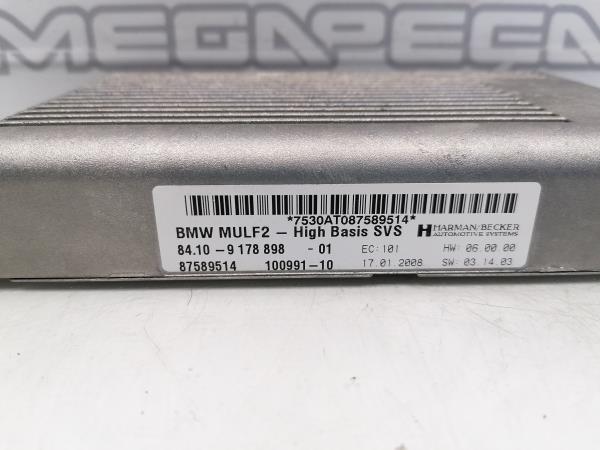 MEGAPEÇA
*7530AT087589514*
BMW MULF2 – High Basis SVS
HARMAN/BECKER
AUTOMOTIVE SYSTEMS
84.10 – 9 178 898 - 01 EC: 101 HW: 06.00.00
87589514 100991–10 17.01.2008 SW: 03.14.03